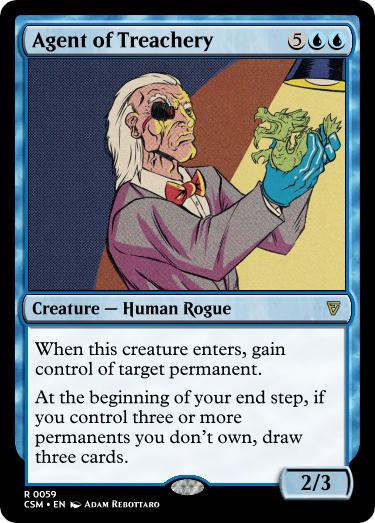 Agent of Treachery 5
Creature — Human Rogue
When this creature enters, gain
control of target permanent.
At the beginning of your end step, if
you control three or more
permanents you don't own, draw
three cards.
2/3
R 0059
CSM • EN Adam Rebottaro